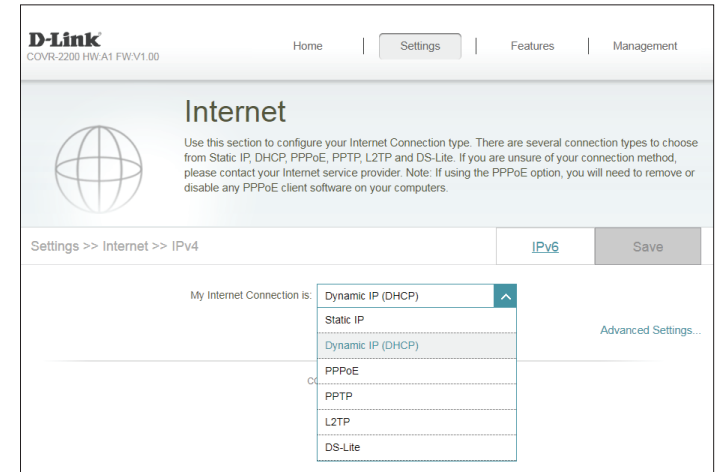 D-Link
COVR-2200 HW:A1 FW:V1.00
Home Settings Features Management
Internet
Use this section to configure your Internet Connection type. There are several connection types to choose
from Static IP, DHCP, PPPoE, PPTP, L2TP and DS-Lite. If you are unsure of your connection method,
please contact your Internet service provider. Note: If using the PPPoE option, you will need to remove or
disable any PPPoE client software on your computers.
Settings >> Internet >> IPv4 IPv6 Save
My Internet Connection is: Dynamic IP (DHCP)
Static IP
Advanced Settings...
Dynamic IP (DHCP)
PPPoE
PPTP
L2TP
DS-Lite